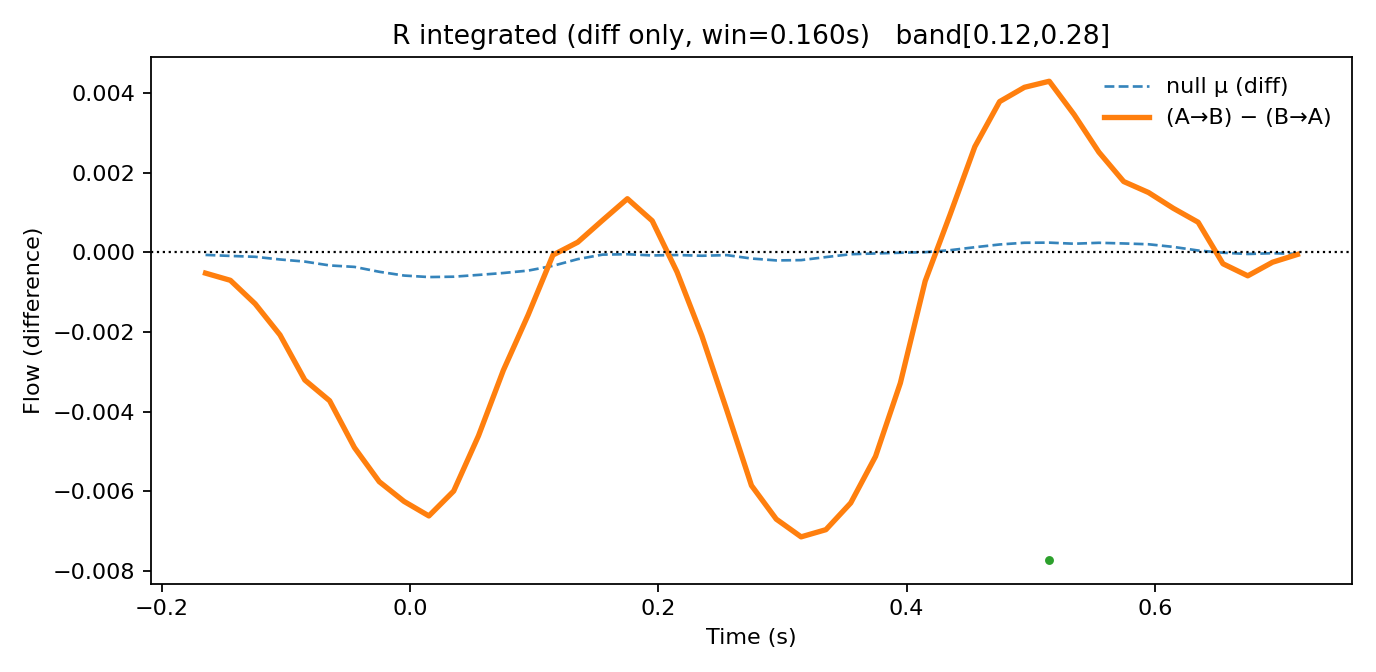 R integrated (diff only, win=0.160s)   band[0.12,0.28]
null μ (diff)
(A→B) − (B→A)
Flow (difference)
0.004
0.002
0.000
−0.002
−0.004
−0.006
−0.008
−0.2
0.0
0.2
0.4
0.6
Time (s)